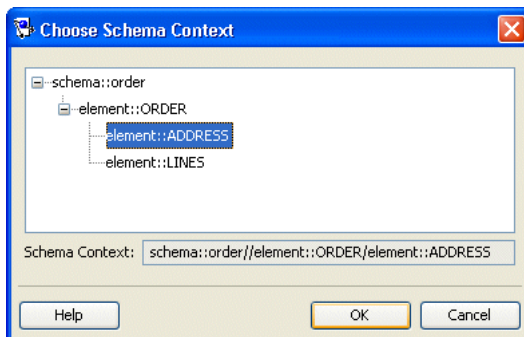 Choose Schema Context
schema::order
element::ORDER
element::ADDRESS
element::LINES
Schema Context: schema::order//element::ORDER/element::ADDRESS
Help OK Cancel